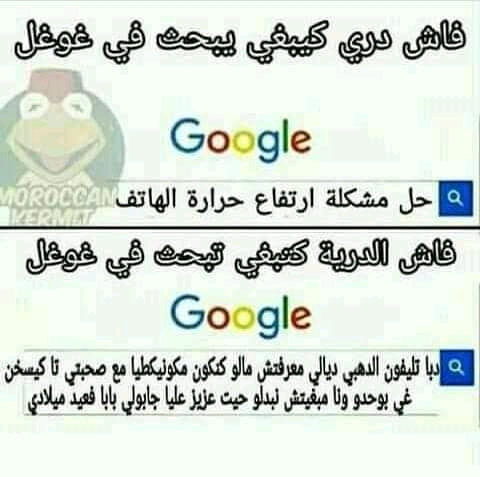 فاش دري كيبغي يبحث في غوغل
Google
MOROCCAN
KERMIT
حل مشكلة ارتفاع حرارة الهاتف
فاش الدرية كتبغي تبحث في غوغل
Google
دبا تليفون الدهبي ديالي معرفتش مالو كنكون مكونيكطيا مع صحبتي تا كيسخن
غي بوحدو ونا مبغيتش نبدلو حيت عزيز عليا جابولي بابا فعيد ميلادي